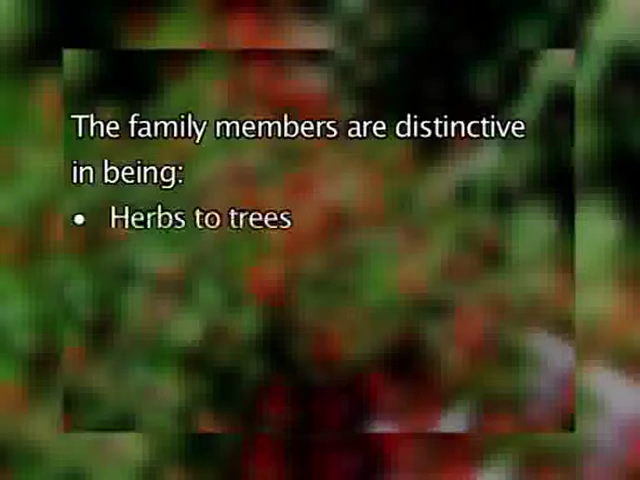 The family members are distinctive
in being:
• Herbs to trees